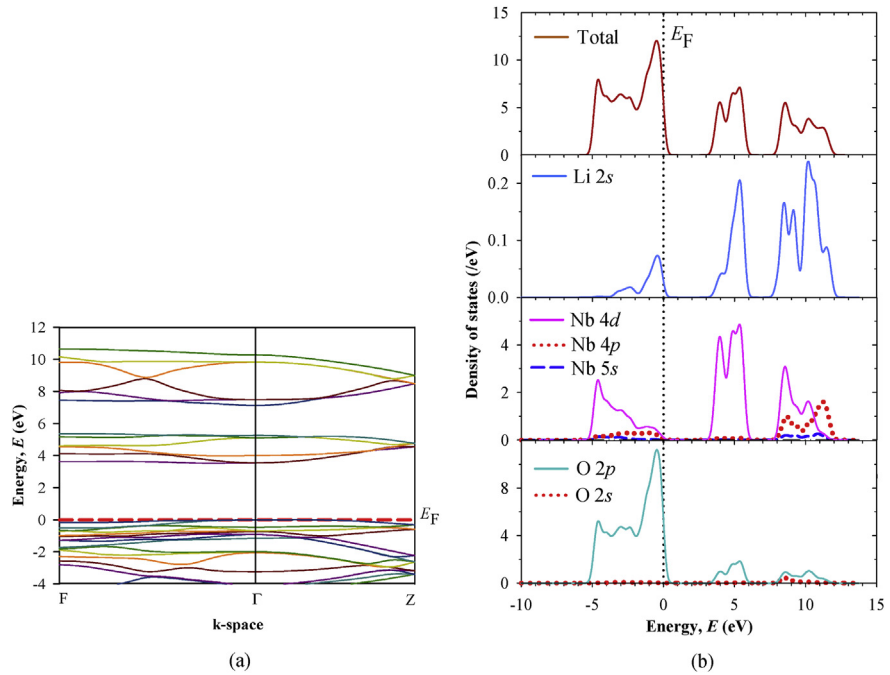 12
10
8
6
4
2
0
-2
-4
Energy, E (eV)
E_F
F Γ Z
k-space
(a)
Total
E_F
15
10
5
0
Li 2s
0.2
0.1
0.0
Nb 4d
Nb 4p
Nb 5s
4
2
0
O 2p
O 2s
8
4
0
Density of states (/eV)
-10 -5 0 5 10 15
Energy, E (eV)
(b)